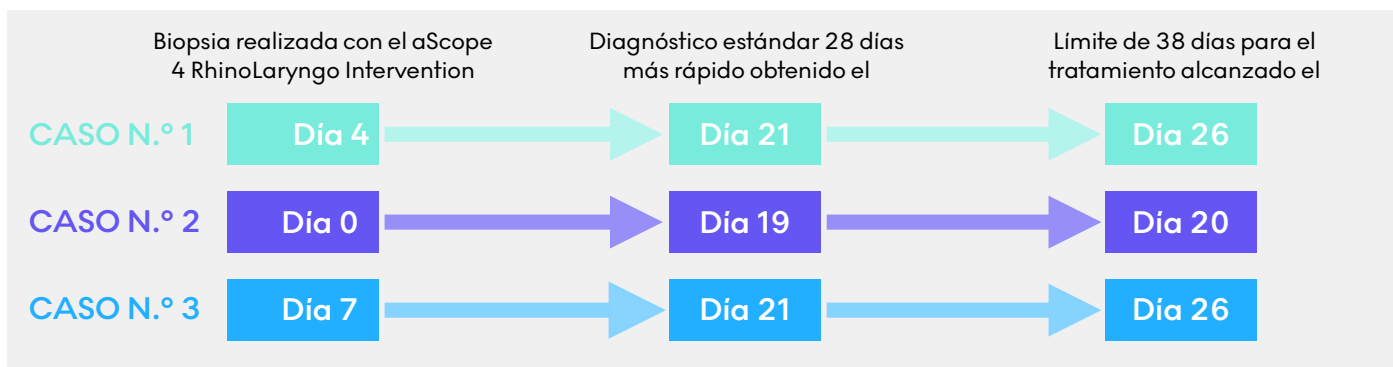 Biopsia realizada con el aScope
4 RhinoLaryngo Intervention
Diagnóstico estándar 28 días
más rápido obtenido el
Límite de 38 días para el
tratamiento alcanzado el
CASO N.º 1
Día 4
Día 21
Día 26
CASO N.º 2
Día 0
Día 19
Día 20
CASO N.º 3
Día 7
Día 21
Día 26